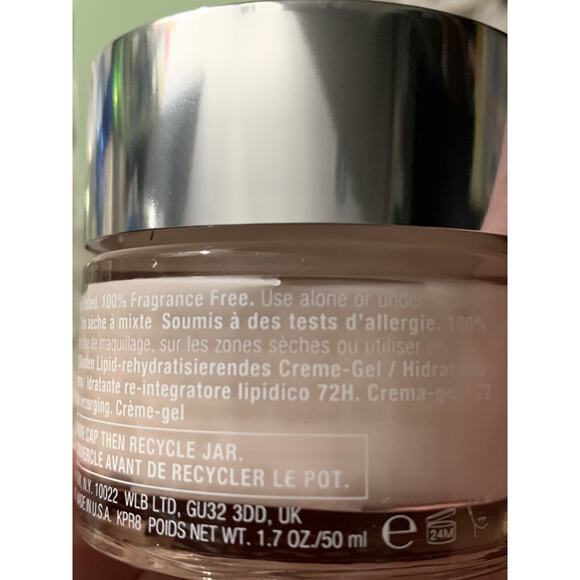 Tested. 100% Fragrance Free. Use alone or under
sèche à mixte Soumis à des tests d'allergie. 100%
de maquillage, sur les zones sèches ou utiliser en
Lipid-rehydratisierendes Creme-Gel / Hidratante
/ Idratante re-integratore lipidico 72H. Crema-gel / 72
Crème-gel
CAP THEN RECYCLE JAR.
AVANT DE RECYCLER LE POT.
N.Y. 10022 WLB LTD, GU32 3DD, UK
MADE IN U.S.A. KPR8 POIDS NET WT. 1.7 OZ./50 ml e 24M